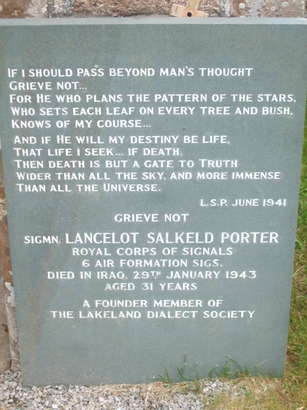 IF I SHOULD PASS BEYOND MAN'S THOUGHT
GRIEVE NOT...
FOR HE WHO PLANS THE PATTERN OF THE STARS,
WHO SETS EACH LEAF ON EVERY TREE AND BUSH,
KNOWS OF MY COURSE...
AND IF HE WILL MY DESTINY BE LIFE,
THAT LIFE I SEEK... IF DEATH,
THEN DEATH IS BUT A GATE TO TRUTH
WIDER THAN ALL THE SKY, AND MORE IMMENSE
THAN ALL THE UNIVERSE.
L.S.P. JUNE 1941
GRIEVE NOT
SIGMN, LANCELOT SALKELD PORTER
ROYAL CORPS OF SIGNALS
6 AIR FORMATION SIGS.
DIED IN IRAQ, 29TH JANUARY 1943
AGED 31 YEARS
A FOUNDER MEMBER OF
THE LAKELAND DIALECT SOCIETY